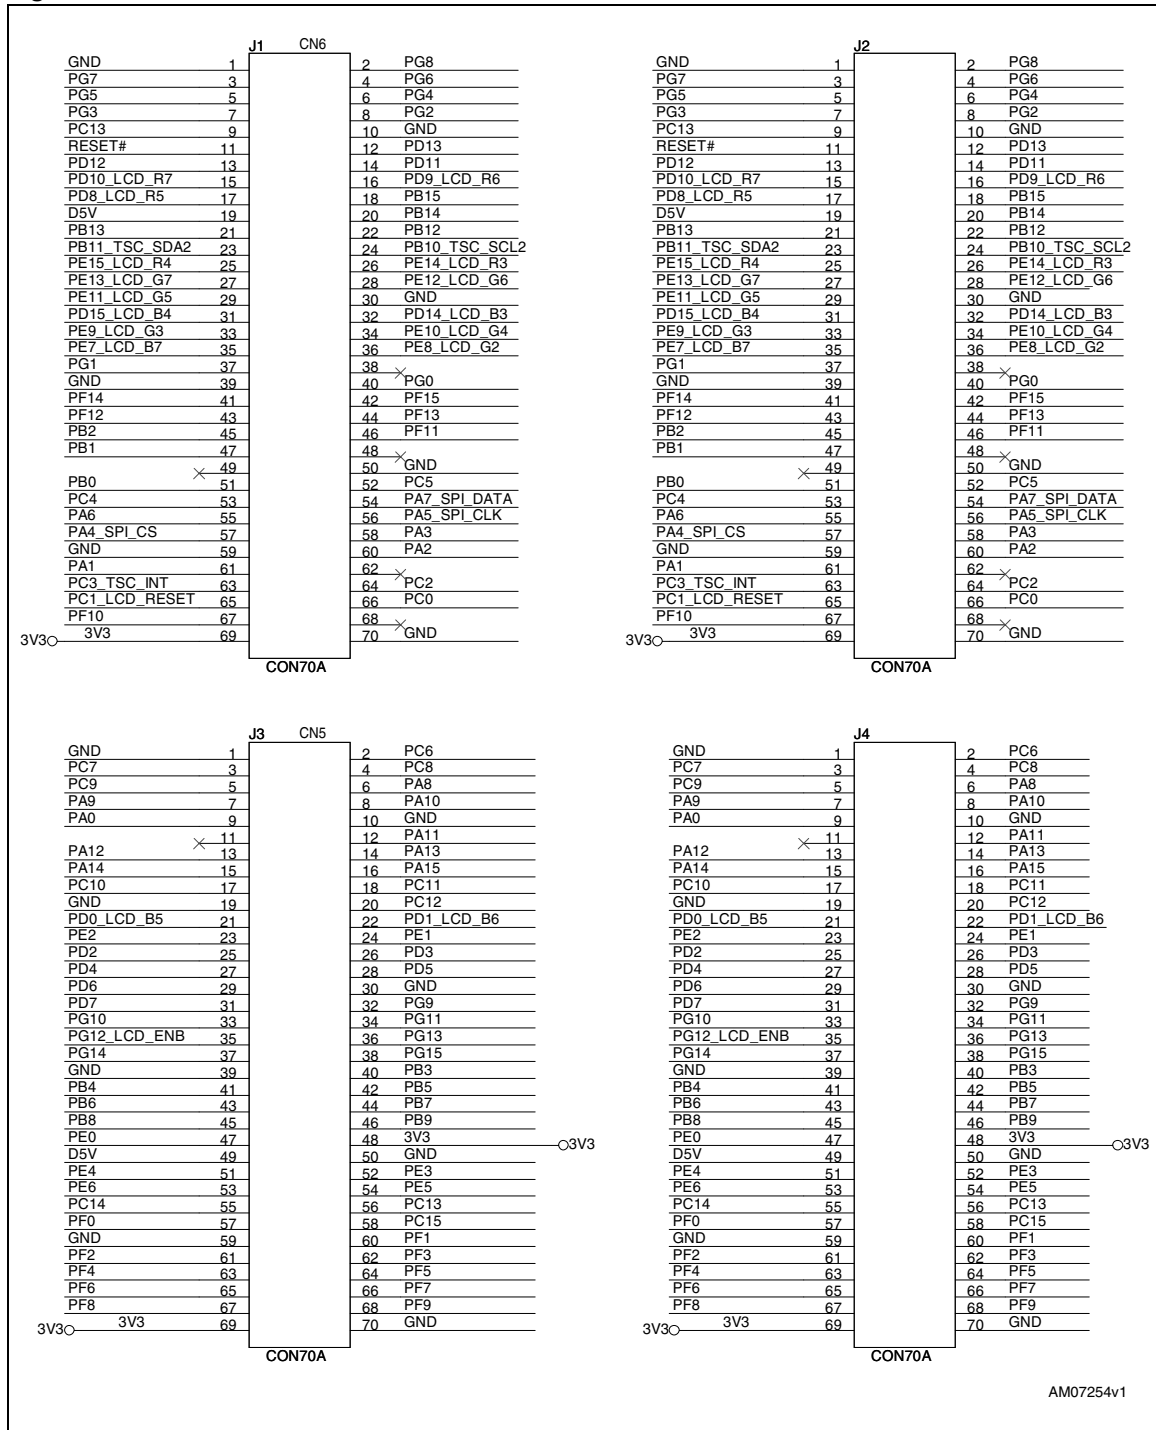 J1 CN6
GND 1 2 PG8
PG7 3 4 PG6
PG5 5 6 PG4
PG3 7 8 PG2
PC13 9 10 GND
RESET# 11 12 PD13
PD12 13 14 PD11
PD10_LCD_R7 15 16 PD9_LCD_R6
PD8_LCD_R5 17 18 PB15
D5V 19 20 PB14
PB13 21 22 PB12
PB11_TSC_SDA2 23 24 PB10_TSC_SCL2
PE15_LCD_R4 25 26 PE14_LCD_R3
PE13_LCD_G7 27 28 PE12_LCD_G6
PE11_LCD_G5 29 30 GND
PD15_LCD_B4 31 32 PD14_LCD_B3
PE9_LCD_G3 33 34 PE10_LCD_G4
PE7_LCD_B7 35 36 PE8_LCD_G2
PG1 37 38
GND 39 40 PG0
PF14 41 42 PF15
PF12 43 44 PF13
PB2 45 46 PF11
PB1 47 48
49 50 GND
PB0 51 52 PC5
PC4 53 54 PA7_SPI_DATA
PA6 55 56 PA5_SPI_CLK
PA4_SPI_CS 57 58 PA3
GND 59 60 PA2
PA1 61 62
PC3_TSC_INT 63 64 PC2
PC1_LCD_RESET 65 66 PC0
PF10 67 68
3V3 3V3 69 70 GND
CON70A
J2
GND 1 2 PG8
PG7 3 4 PG6
PG5 5 6 PG4
PG3 7 8 PG2
PC13 9 10 GND
RESET# 11 12 PD13
PD12 13 14 PD11
PD10_LCD_R7 15 16 PD9_LCD_R6
PD8_LCD_R5 17 18 PB15
D5V 19 20 PB14
PB13 21 22 PB12
PB11_TSC_SDA2 23 24 PB10_TSC_SCL2
PE15_LCD_R4 25 26 PE14_LCD_R3
PE13_LCD_G7 27 28 PE12_LCD_G6
PE11_LCD_G5 29 30 GND
PD15_LCD_B4 31 32 PD14_LCD_B3
PE9_LCD_G3 33 34 PE10_LCD_G4
PE7_LCD_B7 35 36 PE8_LCD_G2
PG1 37 38
GND 39 40 PG0
PF14 41 42 PF15
PF12 43 44 PF13
PB2 45 46 PF11
PB1 47 48
49 50 GND
PB0 51 52 PC5
PC4 53 54 PA7_SPI_DATA
PA6 55 56 PA5_SPI_CLK
PA4_SPI_CS 57 58 PA3
GND 59 60 PA2
PA1 61 62
PC3_TSC_INT 63 64 PC2
PC1_LCD_RESET 65 66 PC0
PF10 67 68
3V3 3V3 69 70 GND
CON70A
J3 CN5
GND 1 2 PC6
PC7 3 4 PC8
PC9 5 6 PA8
PA9 7 8 PA10
PA0 9 10 GND
11 12 PA11
PA12 13 14 PA13
PA14 15 16 PA15
PC10 17 18 PC11
GND 19 20 PC12
PD0_LCD_B5 21 22 PD1_LCD_B6
PE2 23 24 PE1
PD2 25 26 PD3
PD4 27 28 PD5
PD6 29 30 GND
PD7 31 32 PG9
PG10 33 34 PG11
PG12_LCD_ENB 35 36 PG13
PG14 37 38 PG15
GND 39 40 PB3
PB4 41 42 PB5
PB6 43 44 PB7
PB8 45 46 PB9
PE0 47 48 3V3 3V3
D5V 49 50 GND
PE4 51 52 PE3
PE6 53 54 PE5
PC14 55 56 PC13
PF0 57 58 PC15
GND 59 60 PF1
PF2 61 62 PF3
PF4 63 64 PF5
PF6 65 66 PF7
PF8 67 68 PF9
3V3 3V3 69 70 GND
CON70A
J4
GND 1 2 PC6
PC7 3 4 PC8
PC9 5 6 PA8
PA9 7 8 PA10
PA0 9 10 GND
11 12 PA11
PA12 13 14 PA13
PA14 15 16 PA15
PC10 17 18 PC11
GND 19 20 PC12
PD0_LCD_B5 21 22 PD1_LCD_B6
PE2 23 24 PE1
PD2 25 26 PD3
PD4 27 28 PD5
PD6 29 30 GND
PD7 31 32 PG9
PG10 33 34 PG11
PG12_LCD_ENB 35 36 PG13
PG14 37 38 PG15
GND 39 40 PB3
PB4 41 42 PB5
PB6 43 44 PB7
PB8 45 46 PB9
PE0 47 48 3V3 3V3
D5V 49 50 GND
PE4 51 52 PE3
PE6 53 54 PE5
PC14 55 56 PC13
PF0 57 58 PC15
GND 59 60 PF1
PF2 61 62 PF3
PF4 63 64 PF5
PF6 65 66 PF7
PF8 67 68 PF9
3V3 3V3 69 70 GND
CON70A
AM07254v1